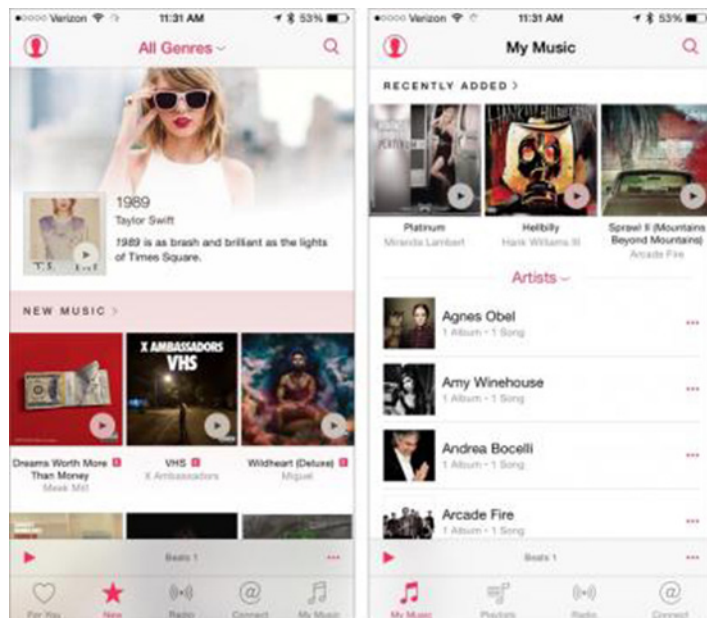 Verizon 11:31 AM 53%
All Genres
1989
Taylor Swift
1989 is as brash and brilliant as the lights
of Times Square.
NEW MUSIC >
X AMBASSADORS
VHS
Dreams Worth More
Than Money
Meek Mill
VHS
X Ambassadors
Wildheart (Deluxe)
Miguel
Beats 1
For You
New
Radio
Connect
My Music
Verizon 11:31 AM 53%
My Music
RECENTLY ADDED >
PLATINUM
Platinum
Miranda Lambert
Hellbilly
Hank Williams III
Sprawl II (Mountains
Beyond Mountains)
Arcade Fire
Artists
Agnes Obel
1 Album • 1 Song
Amy Winehouse
1 Album • 1 Song
Andrea Bocelli
1 Album • 1 Song
Arcade Fire
1 Album • 1 Song
Beats 1
My Music
Playlists
Radio
Connect